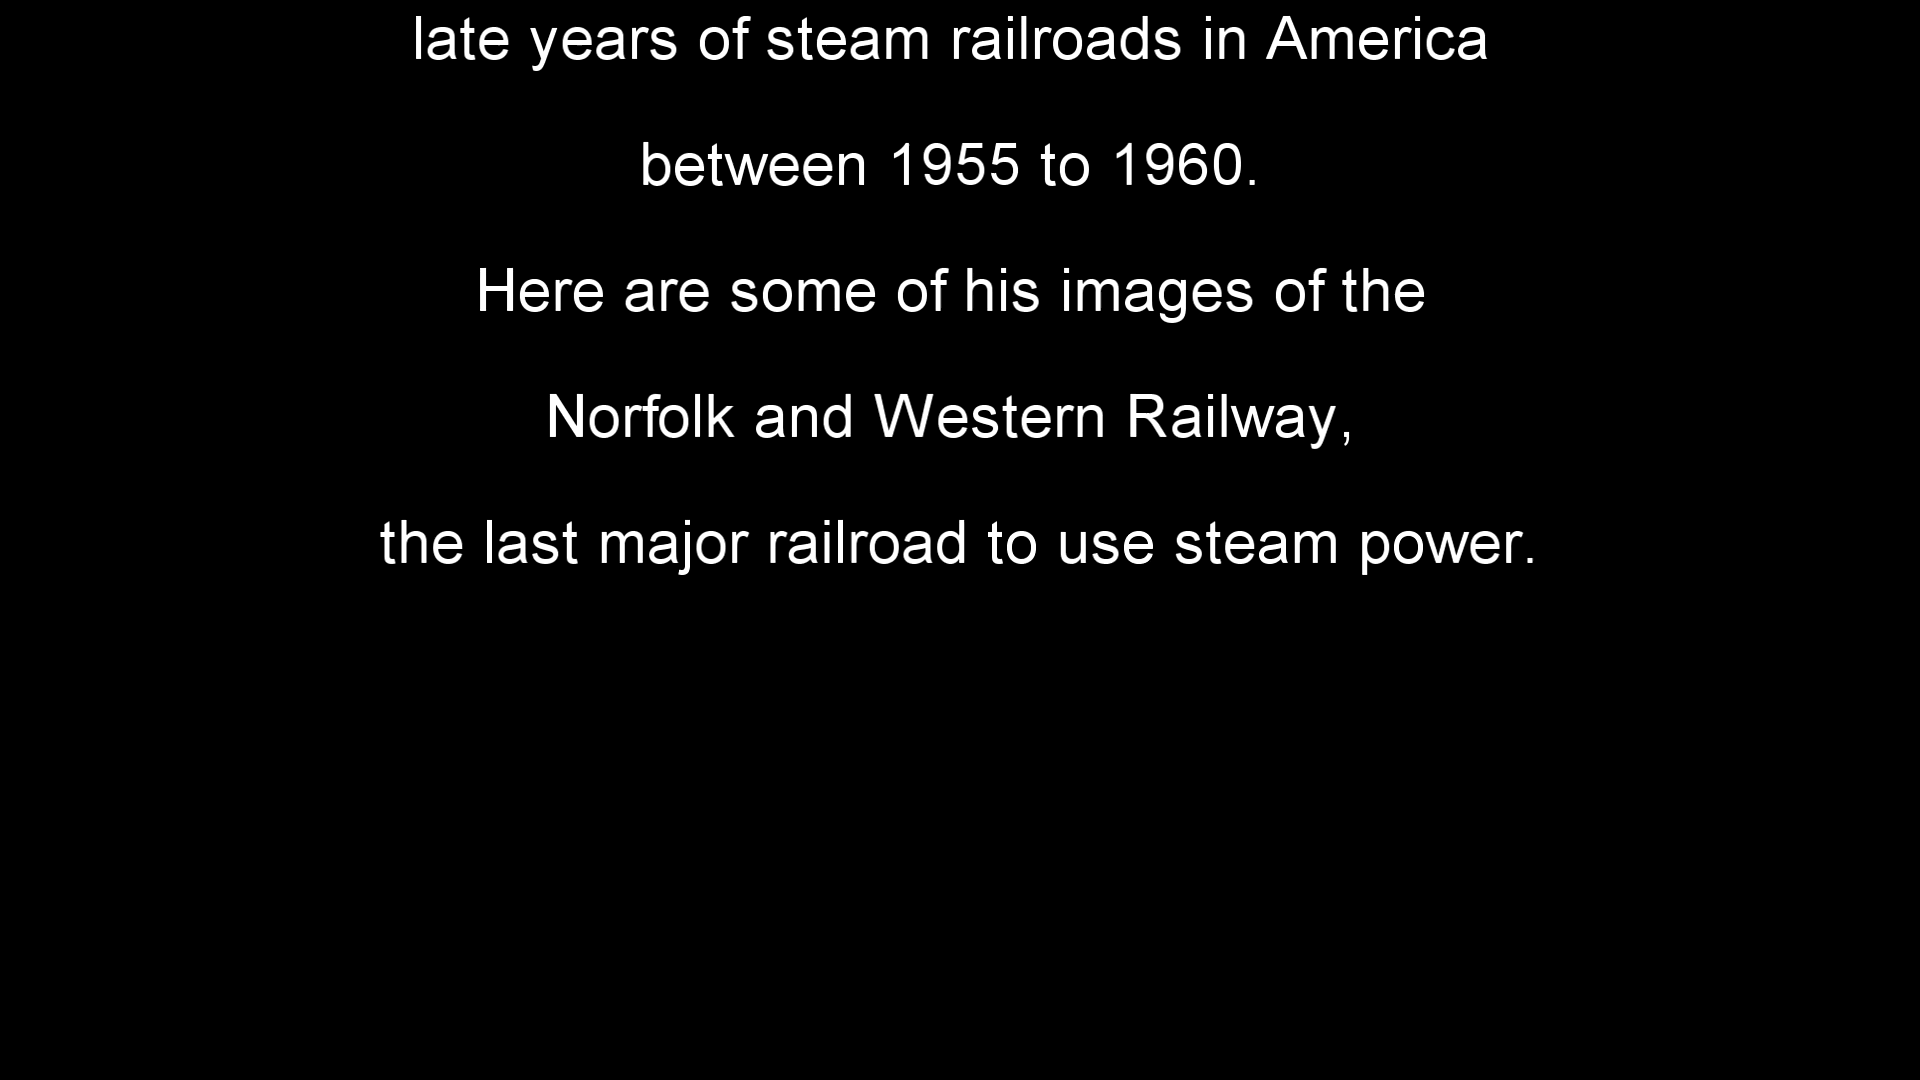 late years of steam railroads in America
between 1955 to 1960.
Here are some of his images of the
Norfolk and Western Railway,
the last major railroad to use steam power.